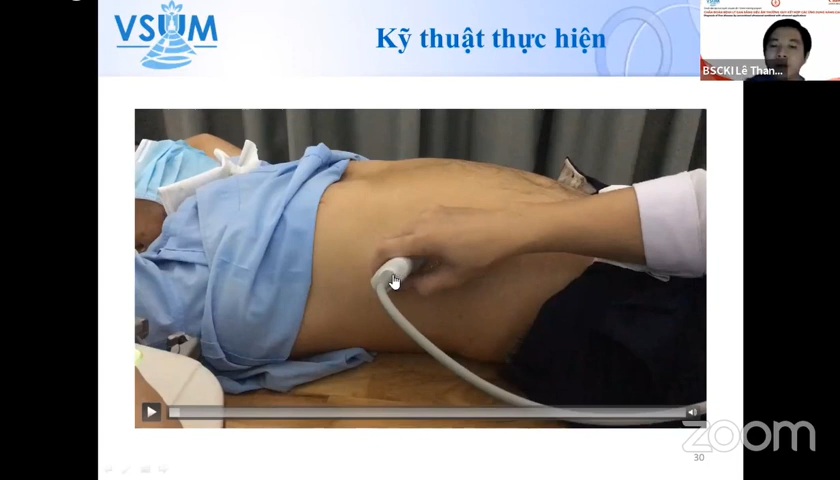 VSUM
Kỹ thuật thực hiện
BSCKI Lê Than...
zoom
30